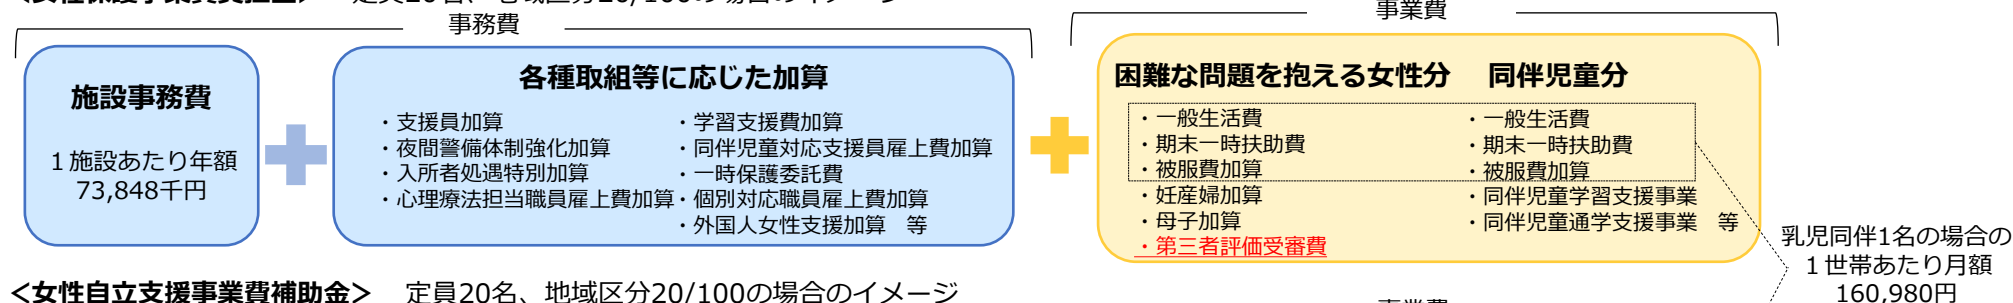 事務費
事業費
施設事務費
１施設あたり年額
73,848千円
各種取組等に応じた加算
・支援員加算
・夜間警備体制強化加算
・入所者処遇特別加算
・心理療法担当職員雇上費加算
・学習支援費加算
・同伴児童対応支援員雇上費加算
・一時保護委託費
・個別対応職員雇上費加算
・外国人女性支援加算　等
困難な問題を抱える女性分　同伴児童分
・一般生活費
・期末一時扶助費
・被服費加算
・妊産婦加算
・母子加算
・第三者評価受審費
・一般生活費
・期末一時扶助費
・被服費加算
・同伴児童学習支援事業
・同伴児童通学支援事業　等
乳児同伴1名の場合の
１世帯あたり月額
160,980円
＜女性自立支援事業費補助金＞　定員20名、地域区分20/100の場合のイメージ